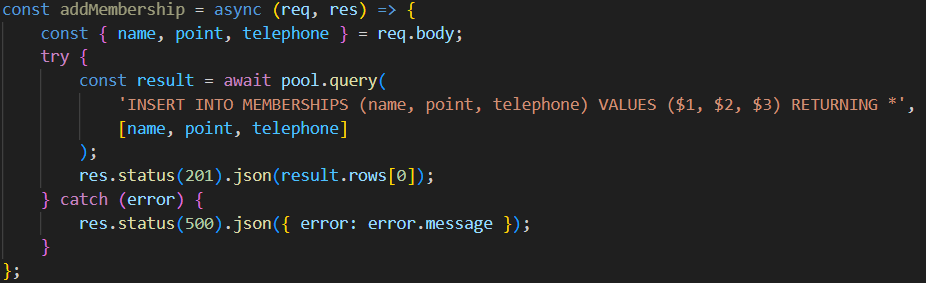 const addMembership = async (req, res) => {
    const { name, point, telephone } = req.body;
    try {
        const result = await pool.query(
            'INSERT INTO MEMBERSHIPS (name, point, telephone) VALUES ($1, $2, $3) RETURNING *',
            [name, point, telephone]
        );
        res.status(201).json(result.rows[0]);
    } catch (error) {
        res.status(500).json({ error: error.message });
    }
};